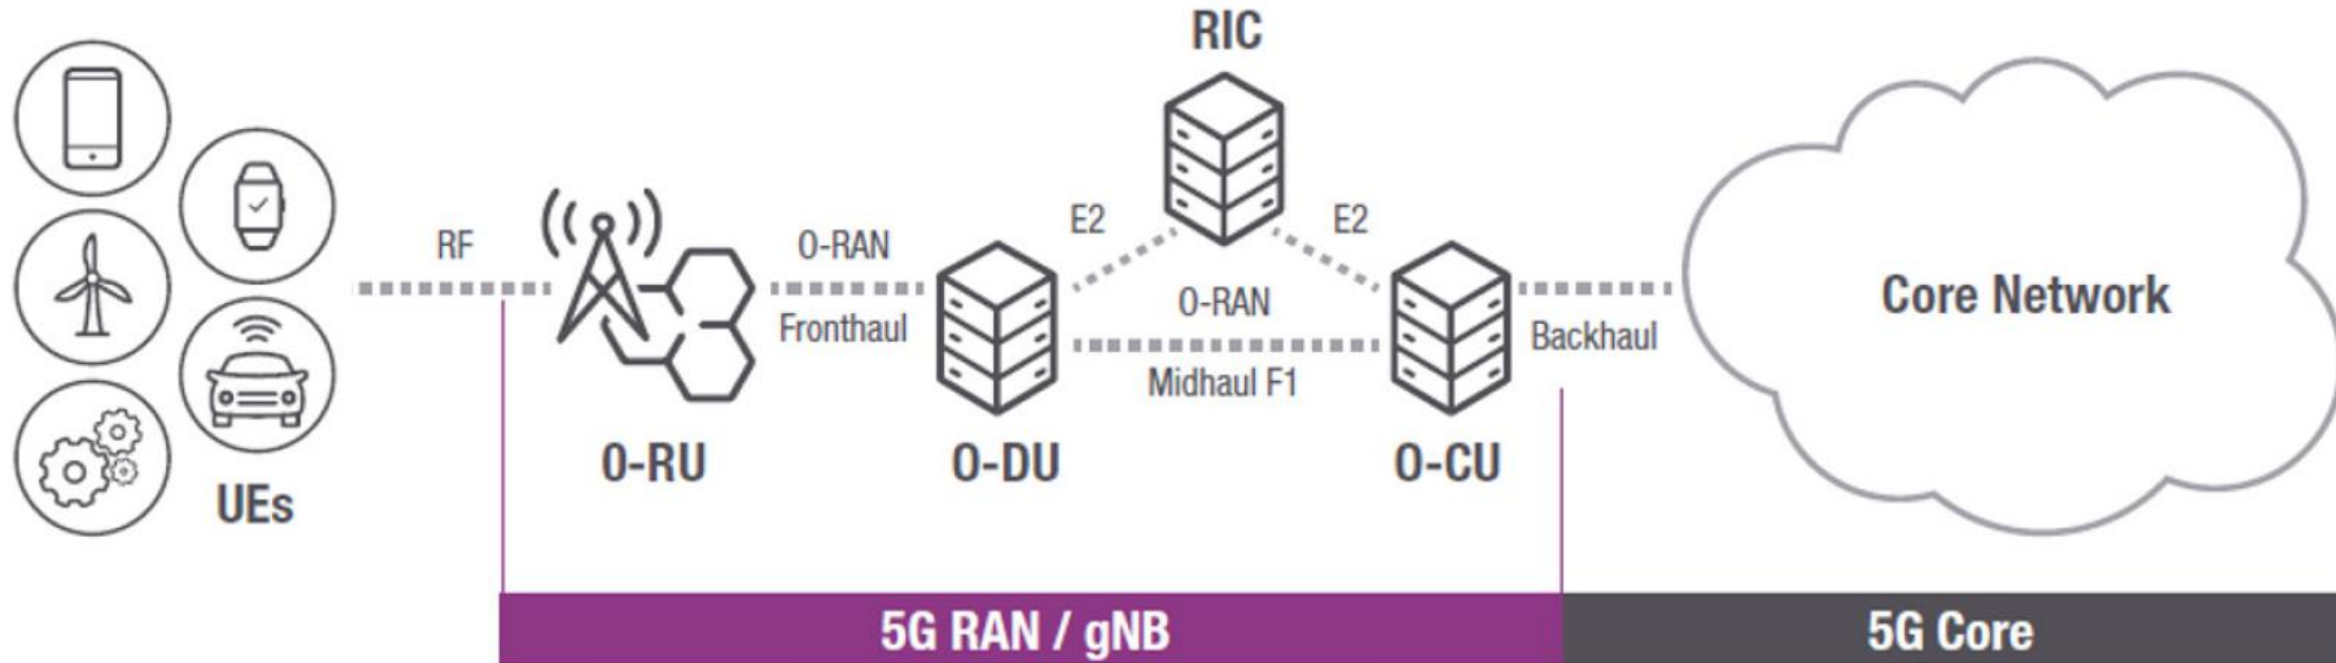 RIC
E2
E2
RF
O-RAN
O-RAN
Core Network
Fronthaul
Backhaul
Midhaul F1
O-RU
O-DU
O-CU
UEs
5G RAN / gNB
5G Core